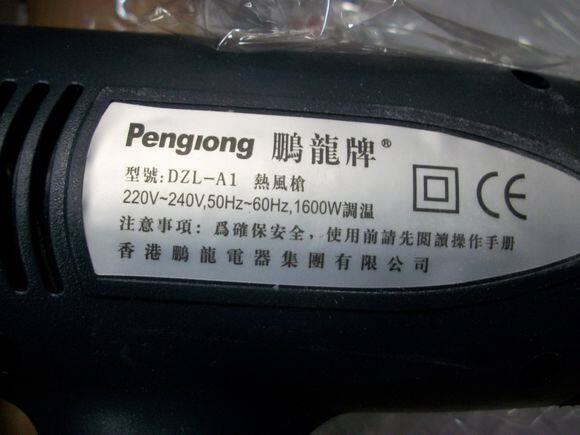 Pengıong 鵬龍牌®
型號:DZL-A1 熱風槍
220V~240V,50Hz~60Hz,1600W調温
注意事項: 爲確保安全，使用前請先閱讀操作手册
香港鵬龍電器集團有限公司
CE